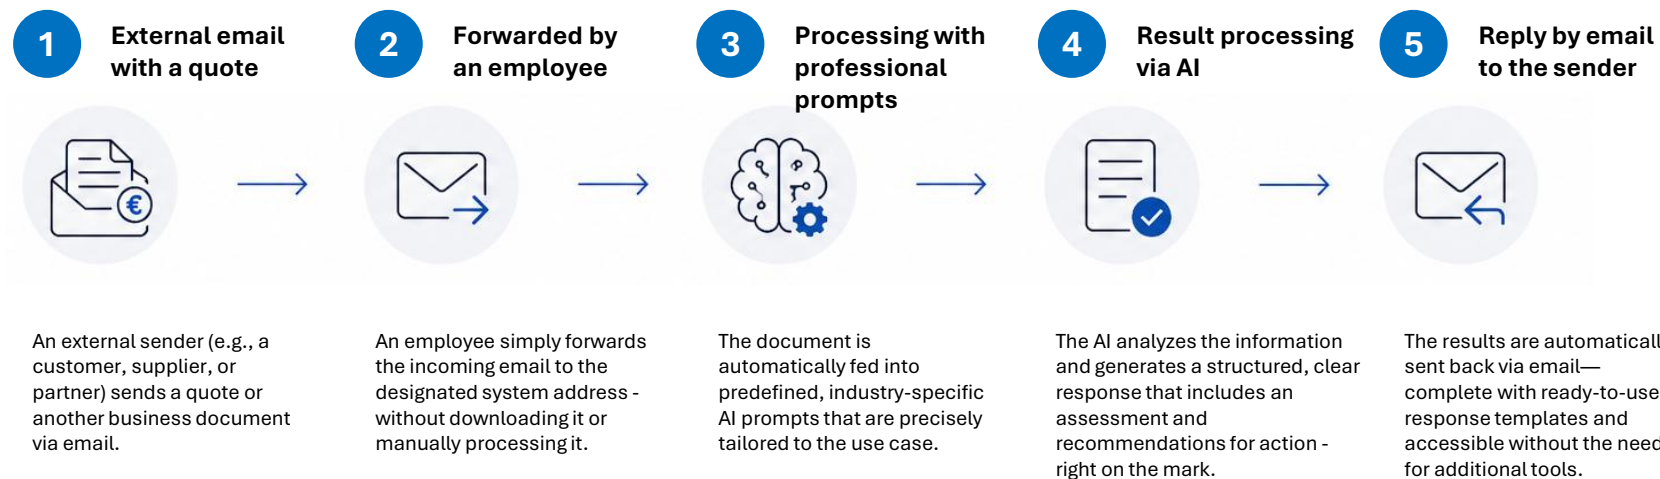 1
External email
with a quote
2
Forwarded by
an employee
3
Processing with
professional
prompts
4
Result processing
via AI
5
Reply by email
to the sender
€
An external sender (e.g., a
customer, supplier, or
partner) sends a quote or
another business document
via email.
An employee simply forwards
the incoming email to the
designated system address -
without downloading it or
manually processing it.
The document is
automatically fed into
predefined, industry-specific
AI prompts that are precisely
tailored to the use case.
The AI analyzes the information
and generates a structured, clear
response that includes an
assessment and
recommendations for action -
right on the mark.
The results are automaticall
sent back via email—
complete with ready-to-use
response templates and
accessible without the need
for additional tools.